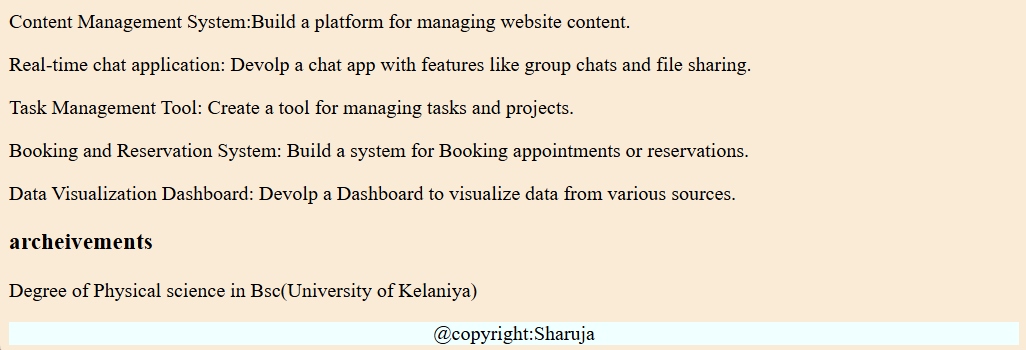 Content Management System:Build a platform for managing website content.
Real-time chat application: Devolp a chat app with features like group chats and file sharing.
Task Management Tool: Create a tool for managing tasks and projects.
Booking and Reservation System: Build a system for Booking appointments or reservations.
Data Visualization Dashboard: Devolp a Dashboard to visualize data from various sources.
archeivements
Degree of Physical science in Bsc(University of Kelaniya)
@copyright:Sharuja